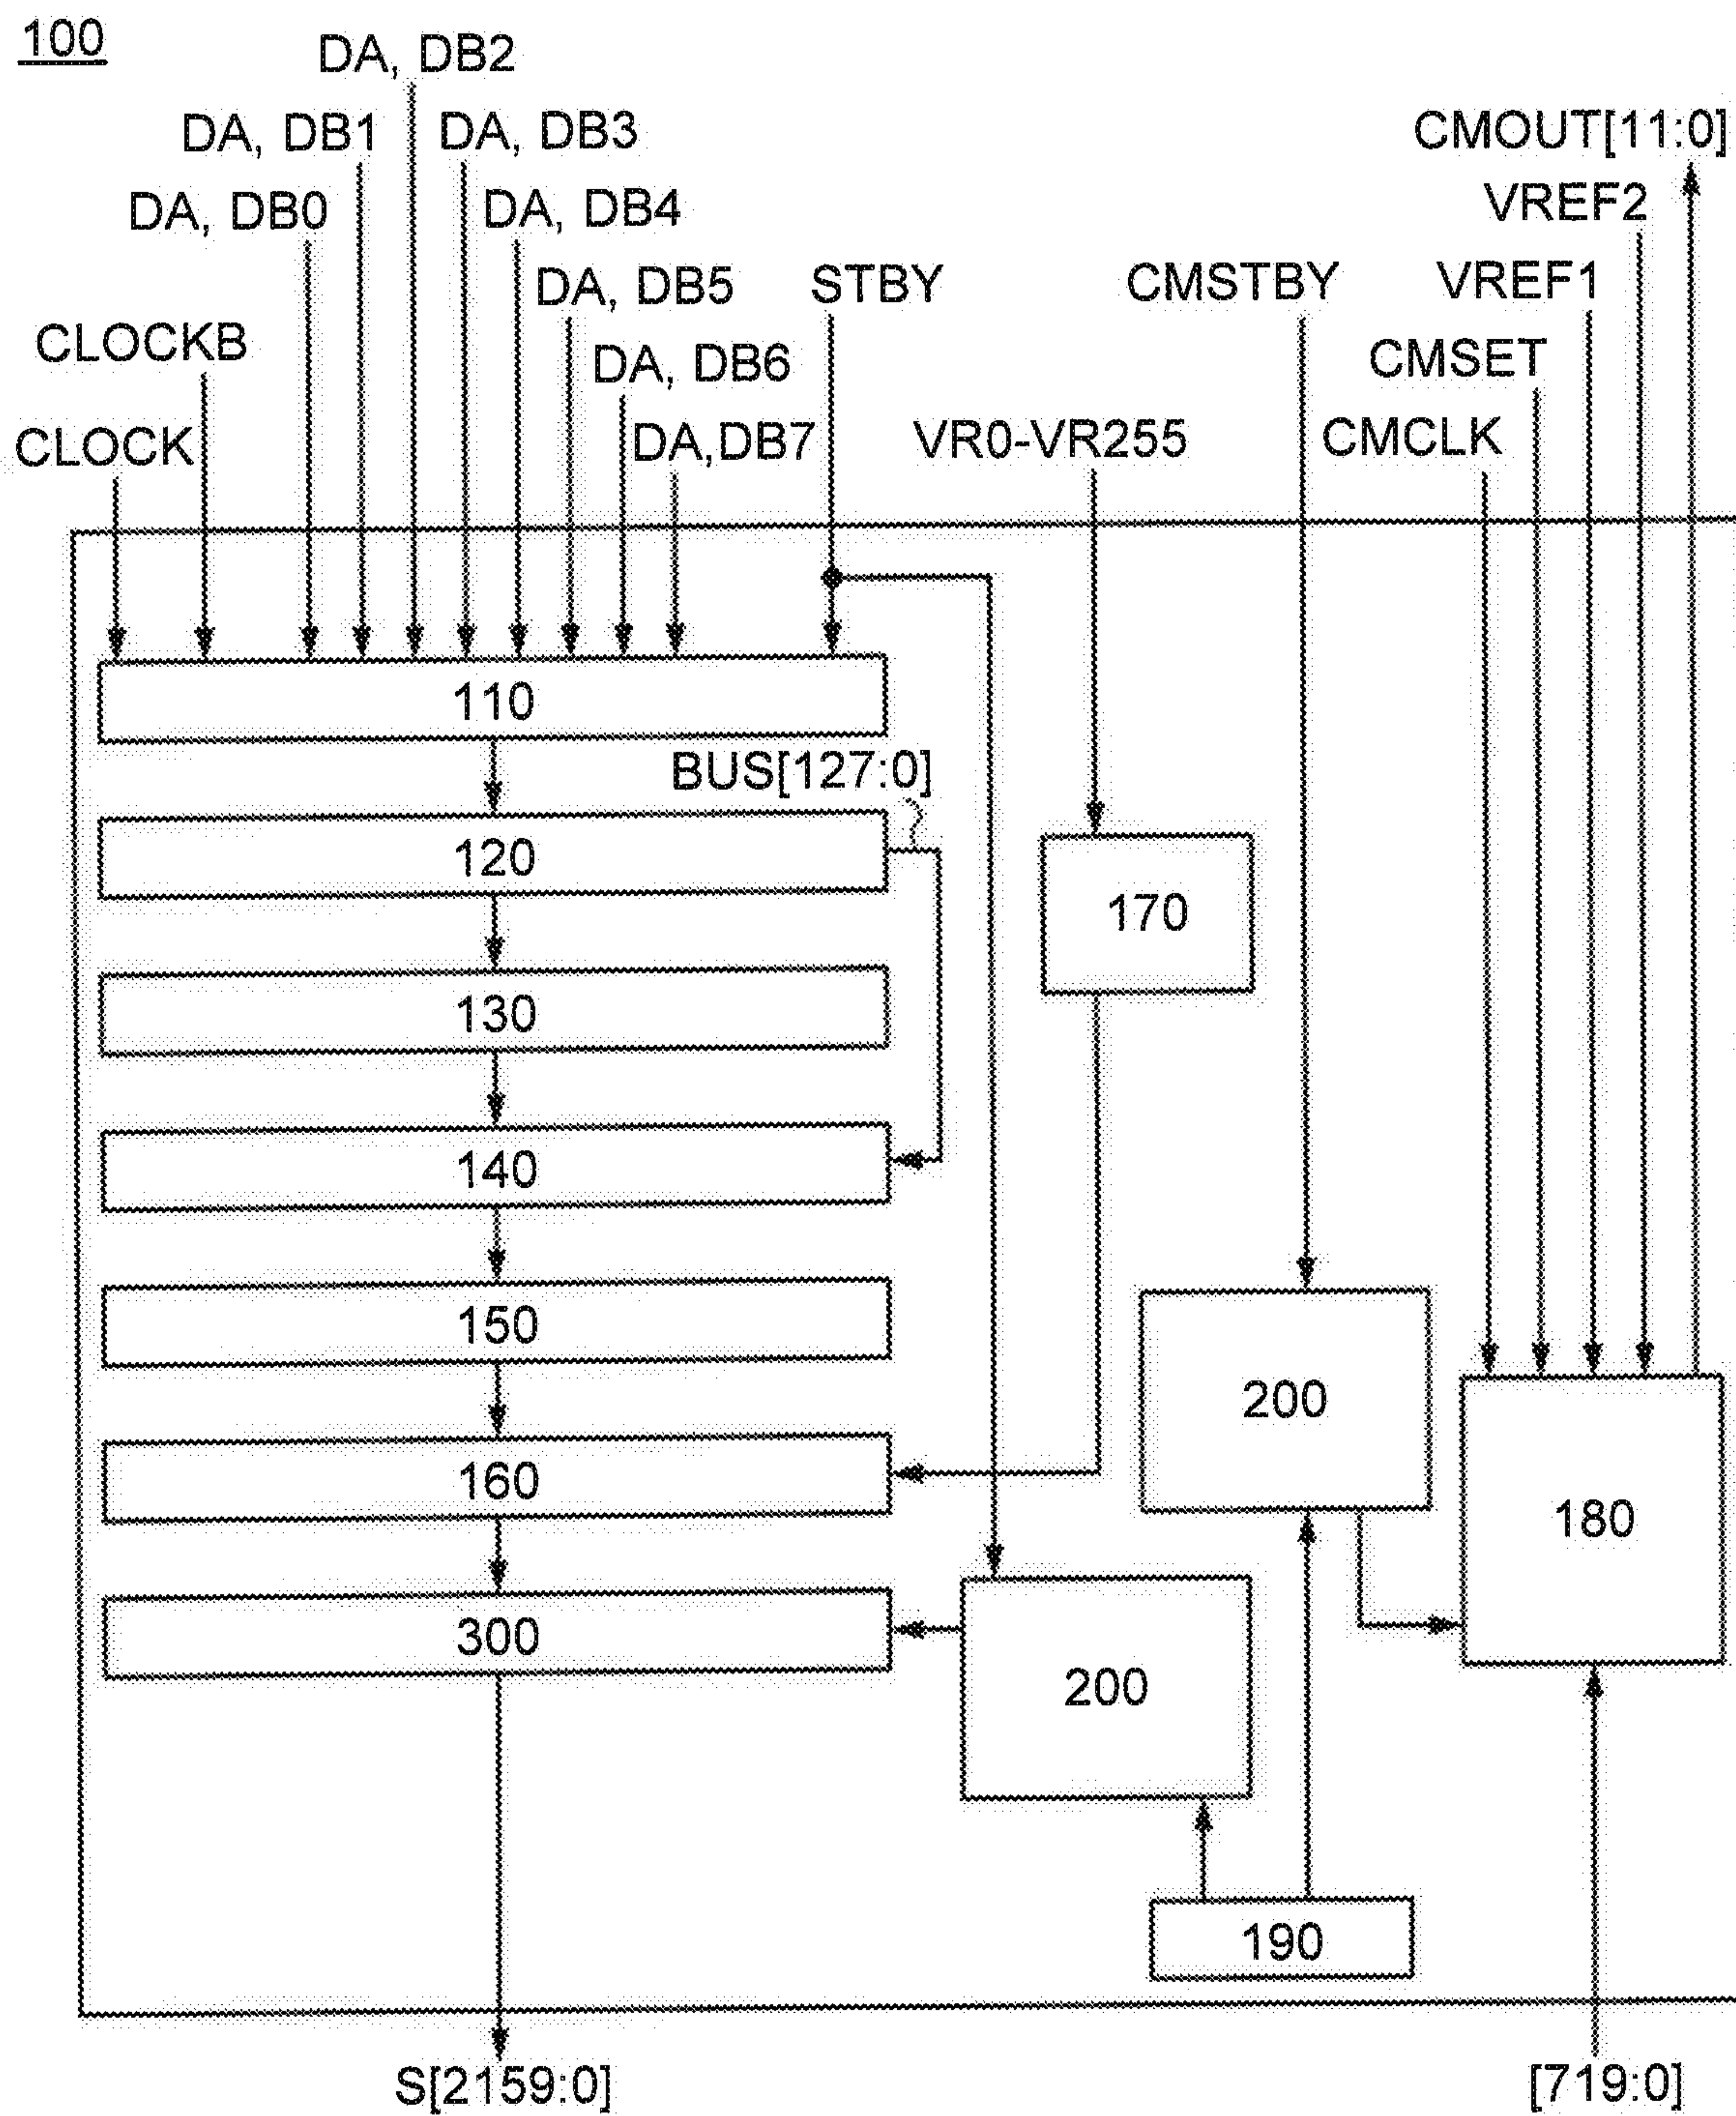 100
DA, DB2
DA, DB1
DA, DB3
CMOUT[11:0]
DA, DB0
DA, DB4
VREF2
DA, DB5
STBY
CMSTBY
VREF1
CLOCKB
DA, DB6
CMSET
CLOCK
DA,DB7
VR0-VR255
CMCLK
110
BUS[127:0]
120
170
130
140
150
200
160
180
300
200
190
S[2159:0]
[719:0]